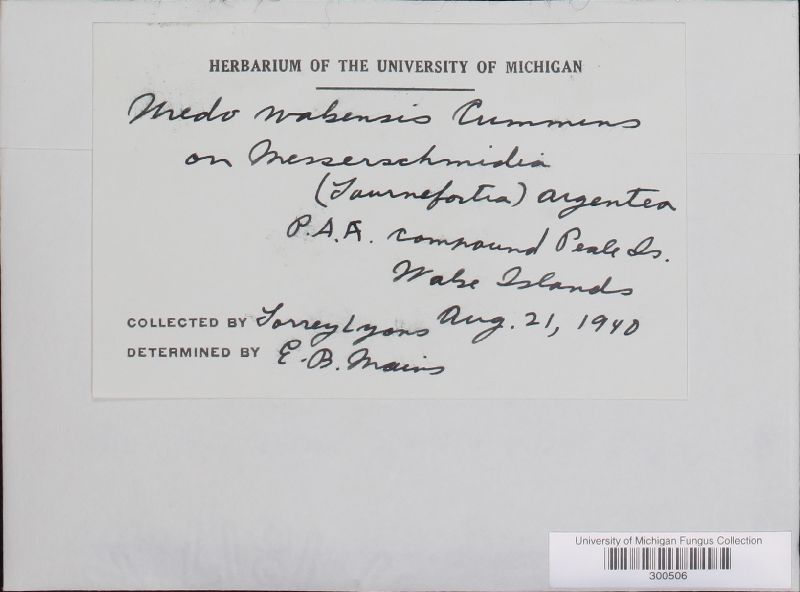 HERBARIUM OF THE UNIVERSITY OF MICHIGAN
Uredo wakensis Cummins
on Messerschmidia
(Tournefortia) argentea
P.A.A. compound Peale Is.
Wake Islands
COLLECTED BY Torrey Lyons Aug. 21, 1940
DETERMINED BY E. B. Mains
University of Michigan Fungus Collection
300506